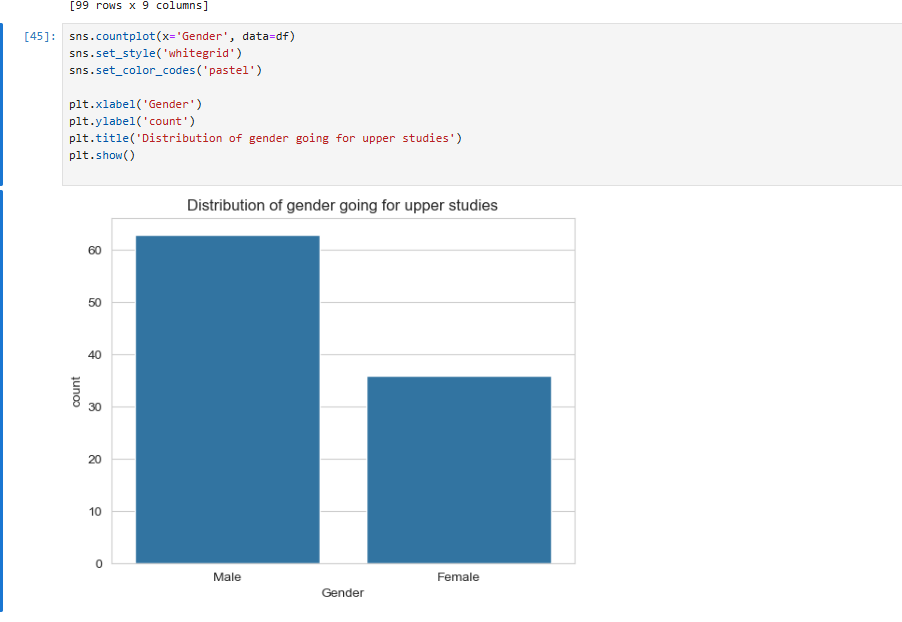 [99 rows x 9 columns]
[45]:
sns.countplot(x='Gender', data=df)
sns.set_style('whitegrid')
sns.set_color_codes('pastel')
plt.xlabel('Gender')
plt.ylabel('count')
plt.title('Distribution of gender going for upper studies')
plt.show()
Distribution of gender going for upper studies
60
50
40
30
20
10
0
count
Male Female
Gender